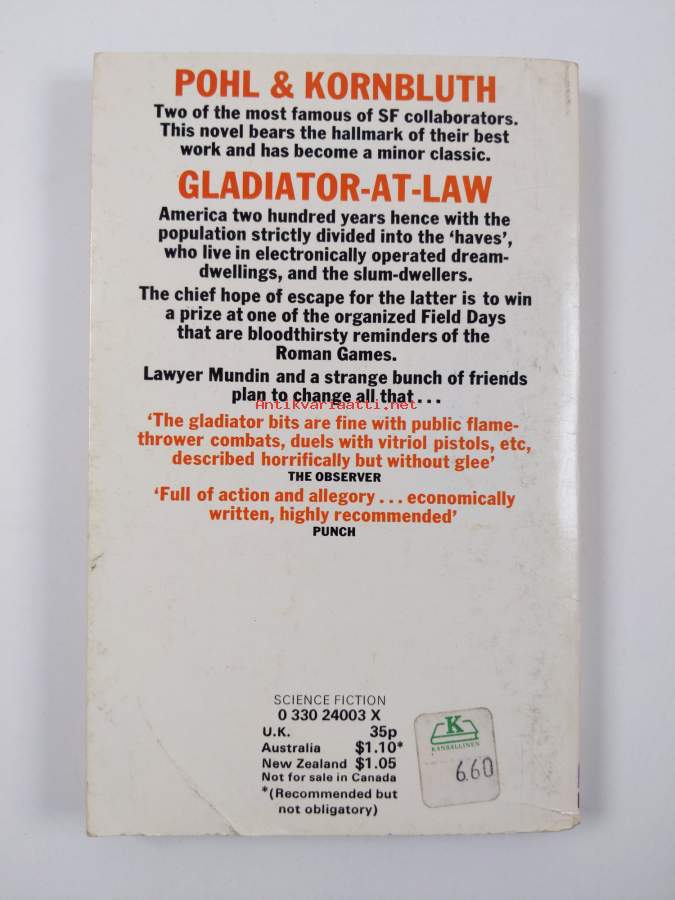 POHL & KORNBLUTH
Two of the most famous of SF collaborators.
This novel bears the hallmark of their best
work and has become a minor classic.
GLADIATOR-AT-LAW
America two hundred years hence with the
population strictly divided into the ‘haves’,
who live in electronically operated dream-
dwellings, and the slum-dwellers.
The chief hope of escape for the latter is to win
a prize at one of the organized Field Days
that are bloodthirsty reminders of the
Roman Games.
Lawyer Mundin and a strange bunch of friends
plan to change all that . . .
Antikvariaatti.net
‘The gladiator bits are fine with public flame-
thrower combats, duels with vitriol pistols, etc,
described horrifically but without glee’
THE OBSERVER
‘Full of action and allegory . . . economically
written, highly recommended’
PUNCH
SCIENCE FICTION
0 330 24003 X
U.K. 35p
Australia $1.10*
New Zealand $1.05
Not for sale in Canada
*(Recommended but
not obligatory)
K
KANSALLINEN
6.60